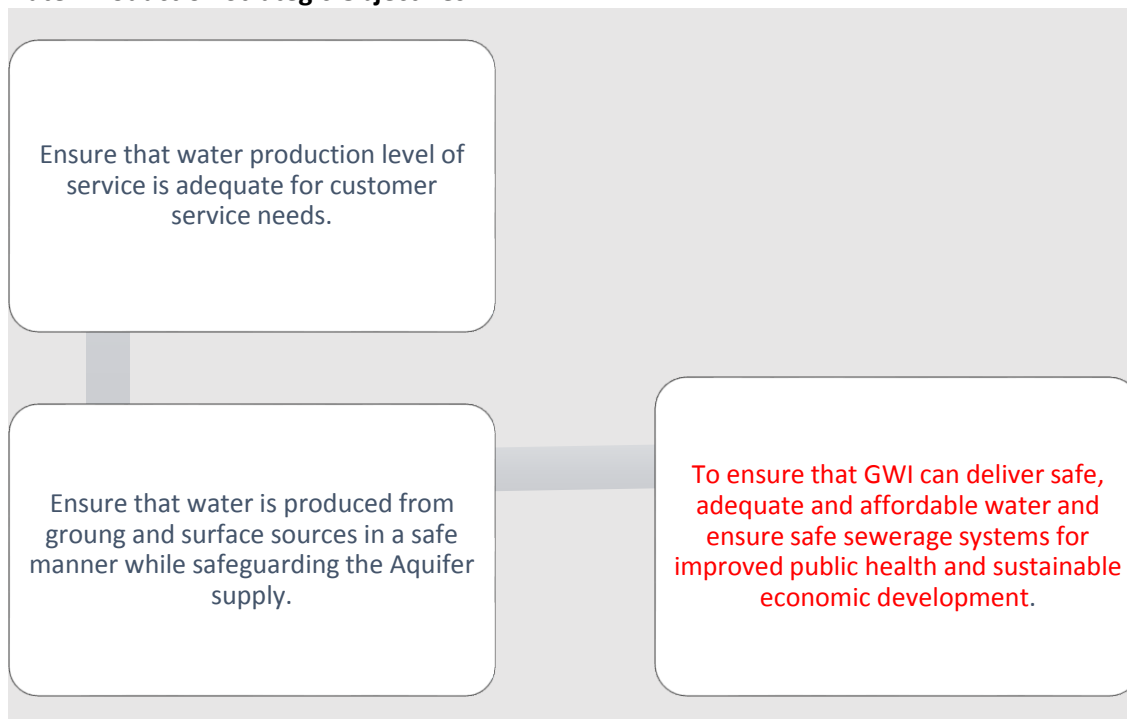 Ensure that water production level of
service is adequate for customer
service needs.
Ensure that water is produced from
groung and surface sources in a safe
manner while safeguarding the Aquifer
supply.
To ensure that GWI can deliver safe,
adequate and affordable water and
ensure safe sewerage systems for
improved public health and sustainable
economic development.